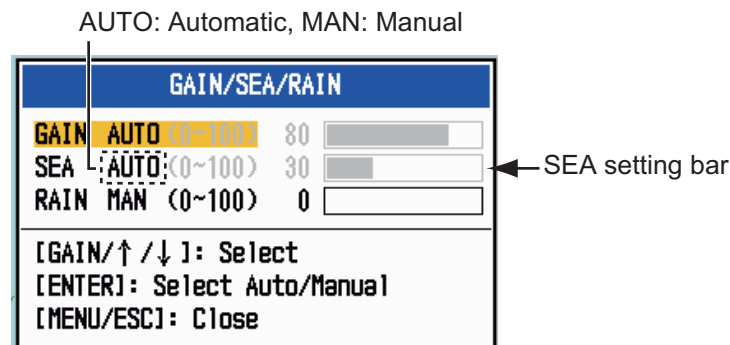 AUTO: Automatic, MAN: Manual
GAIN/SEA/RAIN
GAIN AUTO (0~100) 80
SEA AUTO (0~100) 30
SEA setting bar
RAIN MAN (0~100) 0
[GAIN/↑/↓]: Select
[ENTER]: Select Auto/Manual
[MENU/ESC]: Close